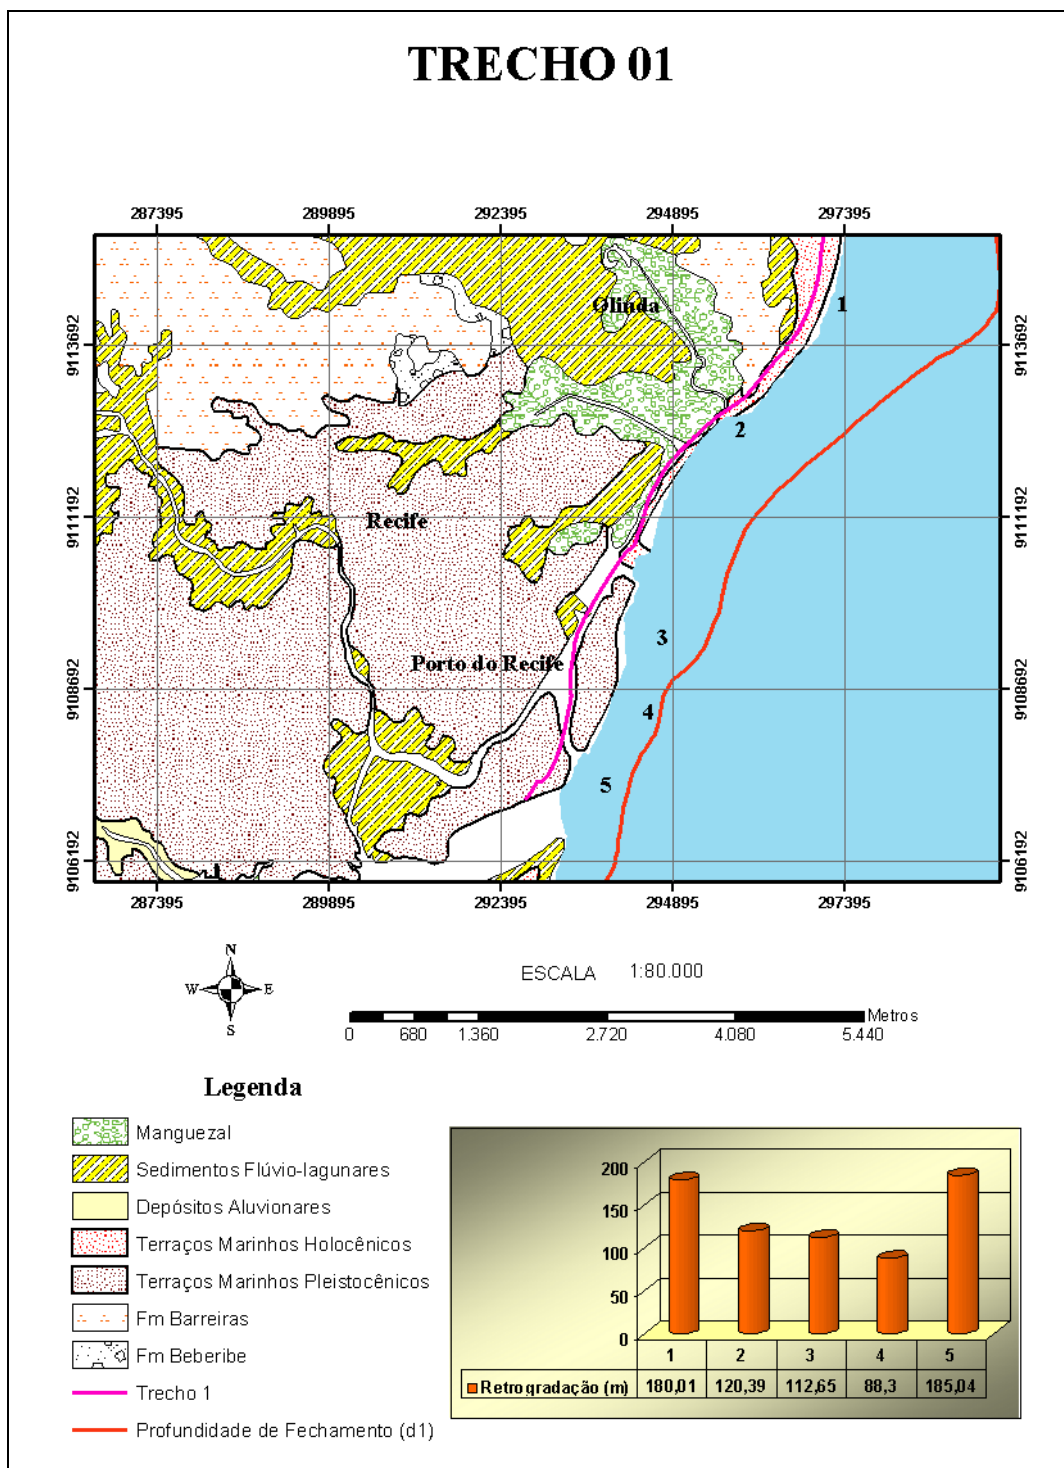 TRECHO 01
287395 289895 292395 294895 297395
Olinda
1
9113692 9113692
2
Recife
9111192 9111192
3
Porto do Recife
9108692 9108692
4
5
9106192 9106192
287395 289895 292395 294895 297395
N
W E
S
ESCALA 1:80.000
Metros
0 680 1.360 2.720 4.080 5.440
Legenda
Manguezal
Sedimentos Flúvio-lagunares
Depósitos Aluvionares
Terraços Marinhos Holocênicos
Terraços Marinhos Pleistocênicos
Fm Barreiras
Fm Beberibe
Trecho 1
Profundidade de Fechamento (d1)
200
150
100
50
0
1 2 3 4 5
Retrogradação (m) 180,01 120,39 112,65 88,3 185,04